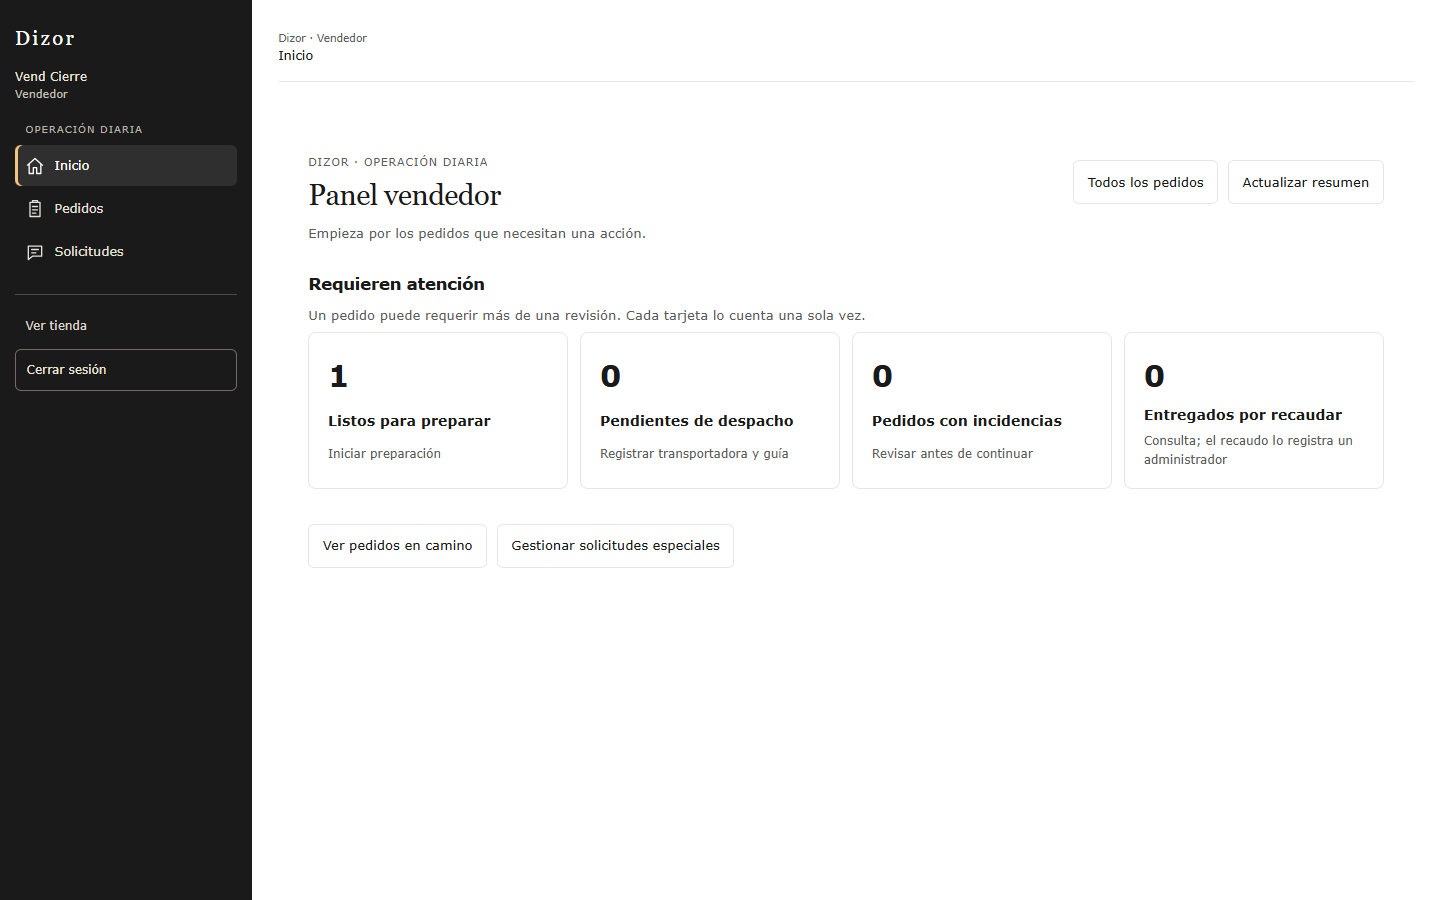 Dizor
Vend Cierre
Vendedor
OPERACIÓN DIARIA
Inicio
Pedidos
Solicitudes
Ver tienda
Cerrar sesión
Dizor · Vendedor
Inicio
DIZOR · OPERACIÓN DIARIA
Panel vendedor
Empieza por los pedidos que necesitan una acción.
Todos los pedidos
Actualizar resumen
Requieren atención
Un pedido puede requerir más de una revisión. Cada tarjeta lo cuenta una sola vez.
1
Listos para preparar
Iniciar preparación
0
Pendientes de despacho
Registrar transportadora y guía
0
Pedidos con incidencias
Revisar antes de continuar
0
Entregados por recaudar
Consulta; el recaudo lo registra un
administrador
Ver pedidos en camino
Gestionar solicitudes especiales